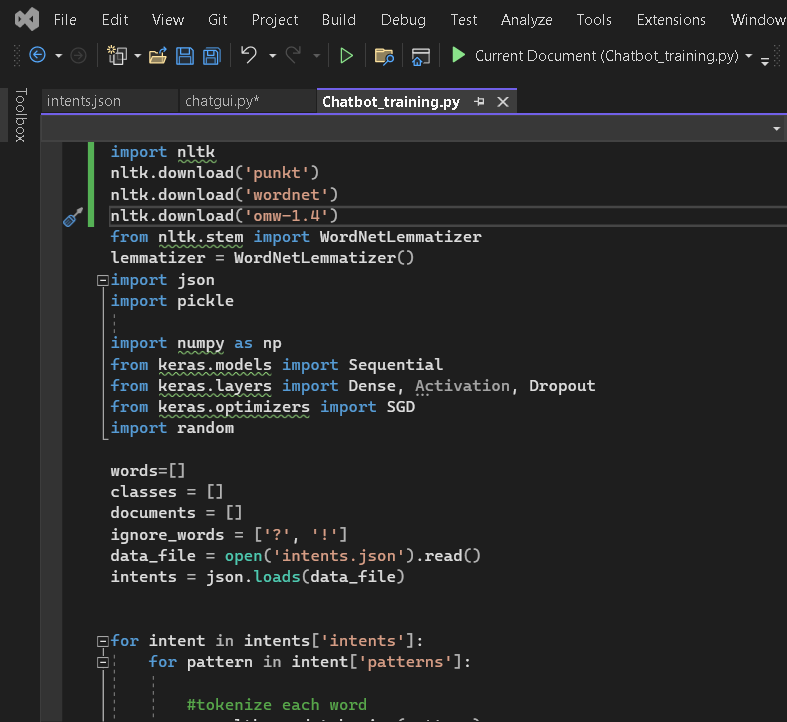 File Edit View Git Project Build Debug Test Analyze Tools Extensions Window
Current Document (Chatbot_training.py)
Toolbox
intents.json chatgui.py* Chatbot_training.py
import nltk
nltk.download('punkt')
nltk.download('wordnet')
nltk.download('omw-1.4')
from nltk.stem import WordNetLemmatizer
lemmatizer = WordNetLemmatizer()
import json
import pickle
import numpy as np
from keras.models import Sequential
from keras.layers import Dense, Activation, Dropout
from keras.optimizers import SGD
import random
words=[]
classes = []
documents = []
ignore_words = ['?', '!']
data_file = open('intents.json').read()
intents = json.loads(data_file)
for intent in intents['intents']:
for pattern in intent['patterns']:
#tokenize each word